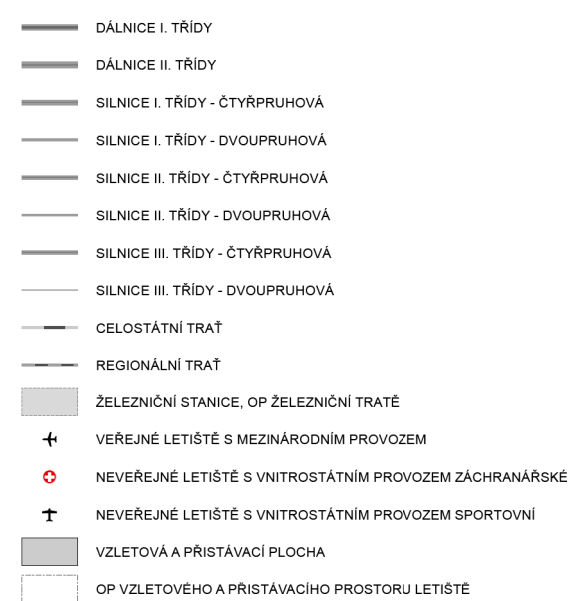 DÁLNICE I. TŘÍDY
DÁLNICE II. TŘÍDY
SILNICE I. TŘÍDY - ČTYŘPRUHOVÁ
SILNICE I. TŘÍDY - DVOUPRUHOVÁ
SILNICE II. TŘÍDY - ČTYŘPRUHOVÁ
SILNICE II. TŘÍDY - DVOUPRUHOVÁ
SILNICE III. TŘÍDY - ČTYŘPRUHOVÁ
SILNICE III. TŘÍDY - DVOUPRUHOVÁ
CELOSTÁTNÍ TRAŤ
REGIONÁLNÍ TRAŤ
ŽELEZNIČNÍ STANICE, OP ŽELEZNIČNÍ TRATĚ
VEŘEJNÉ LETIŠTĚ S MEZINÁRODNÍM PROVOZEM
NEVEŘEJNÉ LETIŠTĚ S VNITROSTÁTNÍM PROVOZEM ZÁCHRANÁŘSKÉ
NEVEŘEJNÉ LETIŠTĚ S VNITROSTÁTNÍM PROVOZEM SPORTOVNÍ
VZLETOVÁ A PŘISTÁVACÍ PLOCHA
OP VZLETOVÉHO A PŘISTÁVACÍHO PROSTORU LETIŠTĚ